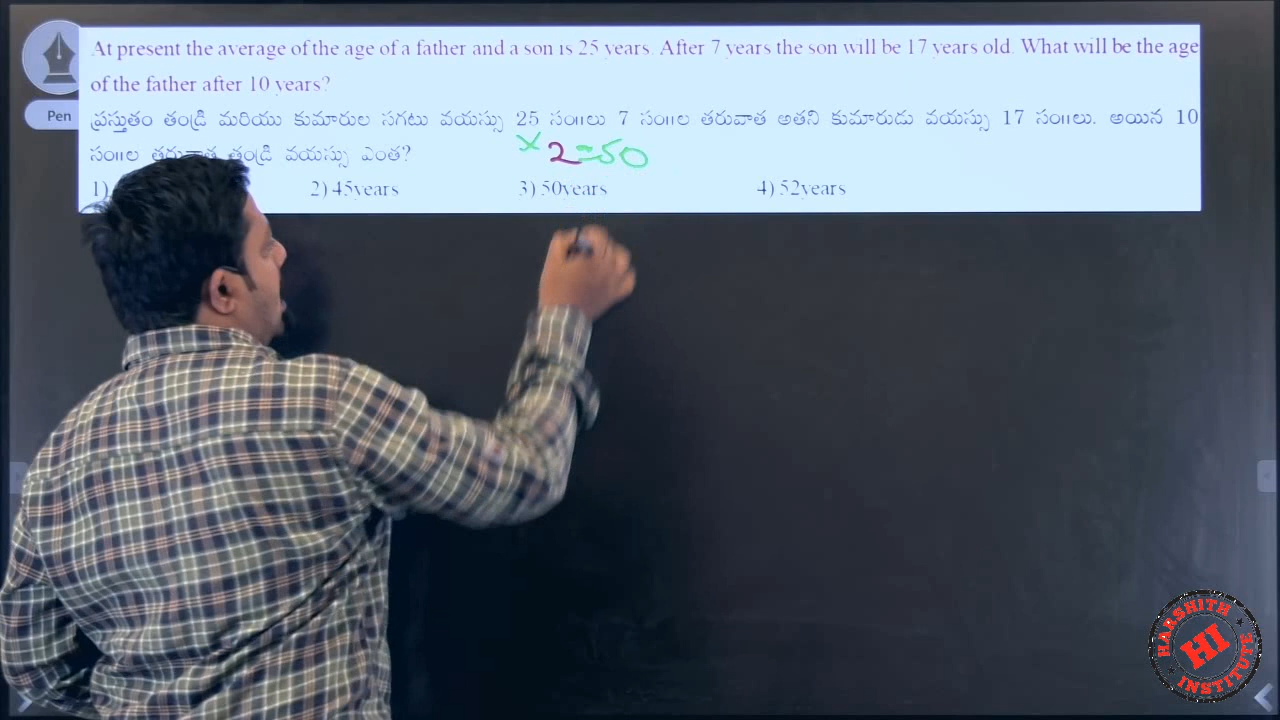 At present the average of the age of a father and a son is 25 years. After 7 years the son will be 17 years old. What will be the age
of the father after 10 years?
ప్రస్తుతం తండ్రి మరియు కుమారుల సగటు వయస్సు 25 సం॥లు 7 సం॥ల తరువాత అతని కుమారుడు వయస్సు 17 సం॥లు. అయిన 10
సం॥ల తరువాత తండ్రి వయస్సు ఎంత?
× 2=50
1) 2) 45years 3) 50years 4) 52years
Pen
HARSHITH
HI
INSTITUTE